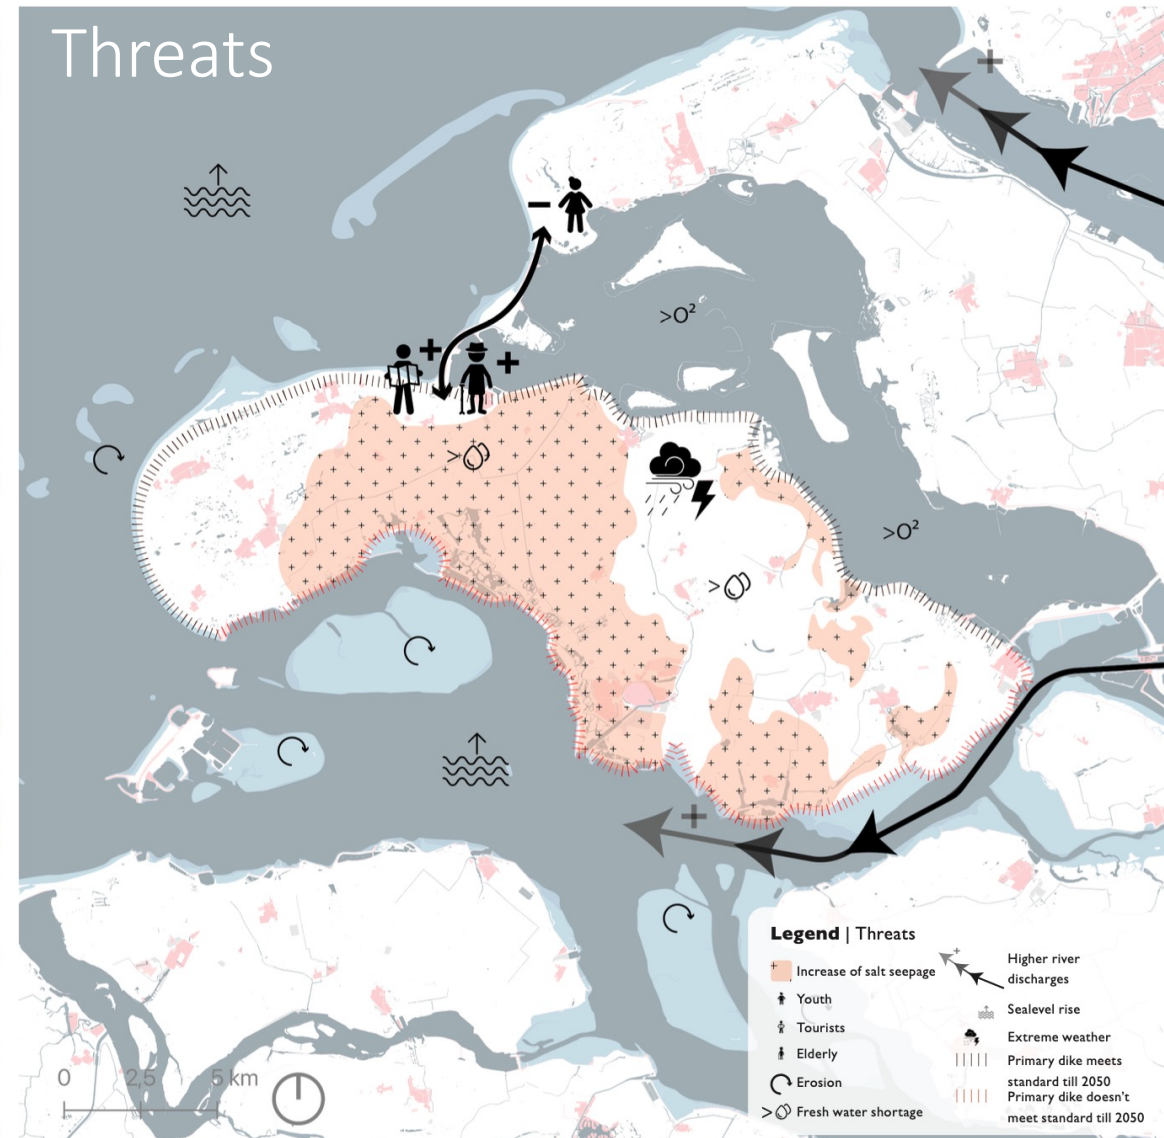 Threats
+
−
>O²
+
+
>
>O²
>
+
Legend | Threats
Increase of salt seepage
Youth
Tourists
Elderly
Erosion
> Fresh water shortage
+
Higher river
discharges
Sealevel rise
Extreme weather
Primary dike meets
standard till 2050
Primary dike doesn't
meet standard till 2050
0 2,5 5 km